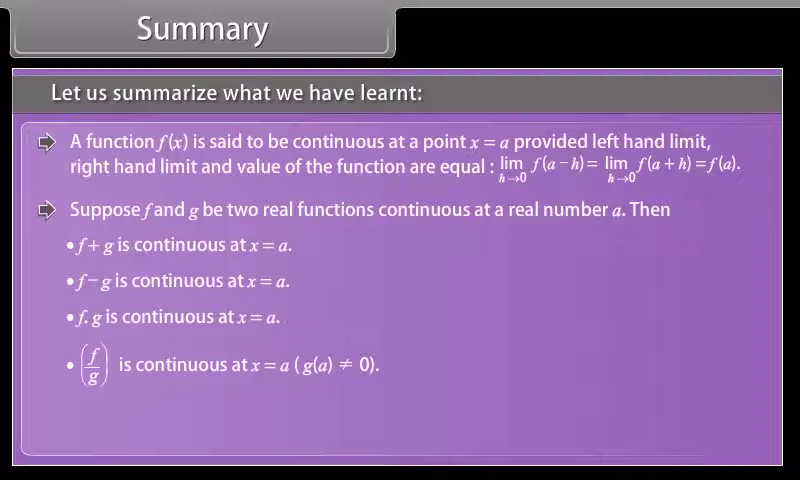 Summary
Let us summarize what we have learnt:
A function f(x) is said to be continuous at a point x = a provided left hand limit,
right hand limit and value of the function are equal : lim h→0 f(a − h) = lim h→0 f(a + h) = f(a).
Suppose f and g be two real functions continuous at a real number a. Then
• f + g is continuous at x = a.
• f − g is continuous at x = a.
• f. g is continuous at x = a.
• (f/g) is continuous at x = a ( g(a) ≠ 0).